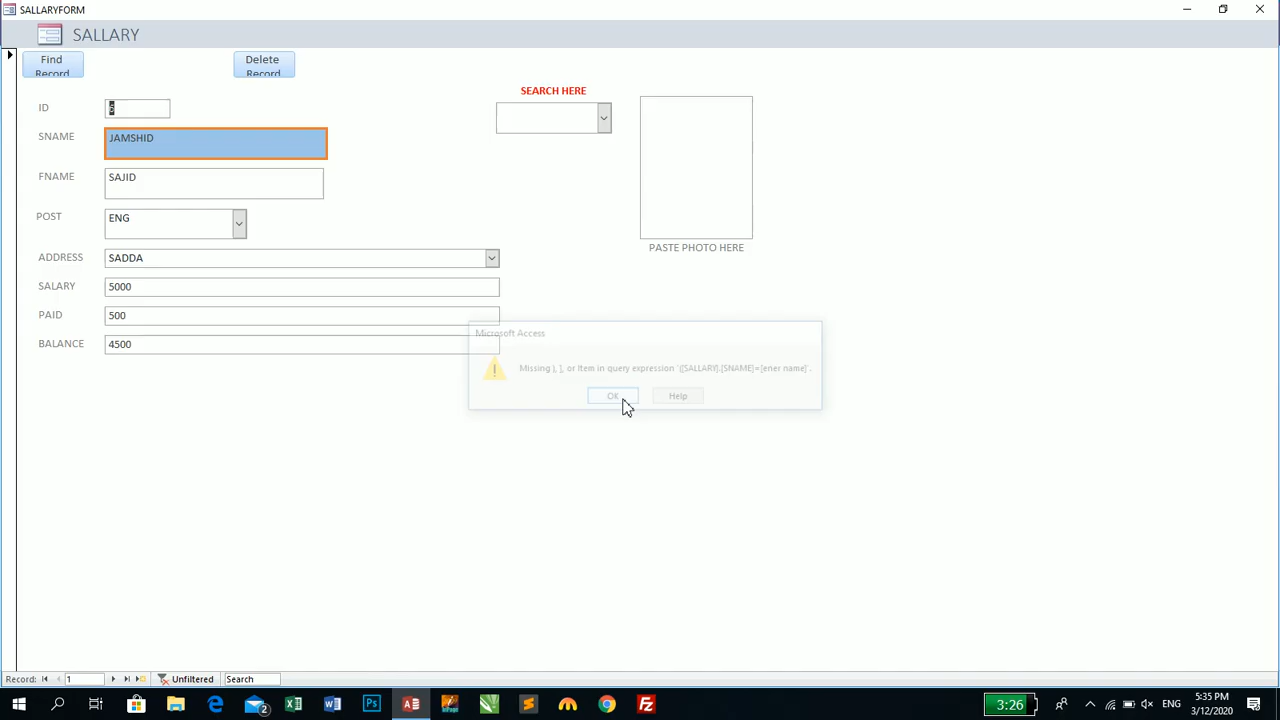 SALLARYFORM
SALLARY
Find
Record
Delete
Record
SEARCH HERE
ID
SNAME
JAMSHID
FNAME
SAJID
POST
ENG
PASTE PHOTO HERE
ADDRESS
SADDA
SALARY
5000
PAID
500
BALANCE
4500
Microsoft Access
Missing ), ], or Item in query expression '([SALLARY].[SNAME]=[ener name]'.
OK
Help
Record:
1
Unfiltered
Search
2
3:26
ENG
5:35 PM
3/12/2020